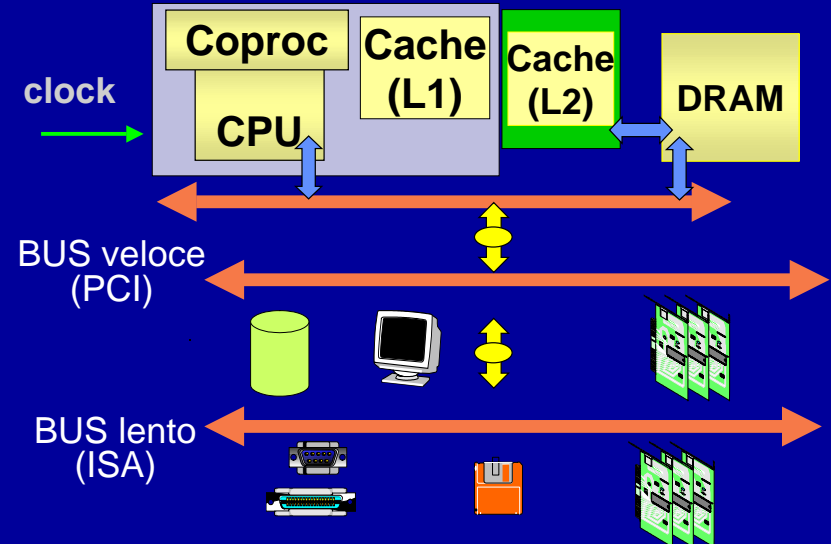 Coproc
CPU
Cache
(L1)
Cache
(L2)
DRAM
clock
BUS veloce
(PCI)
BUS lento
(ISA)